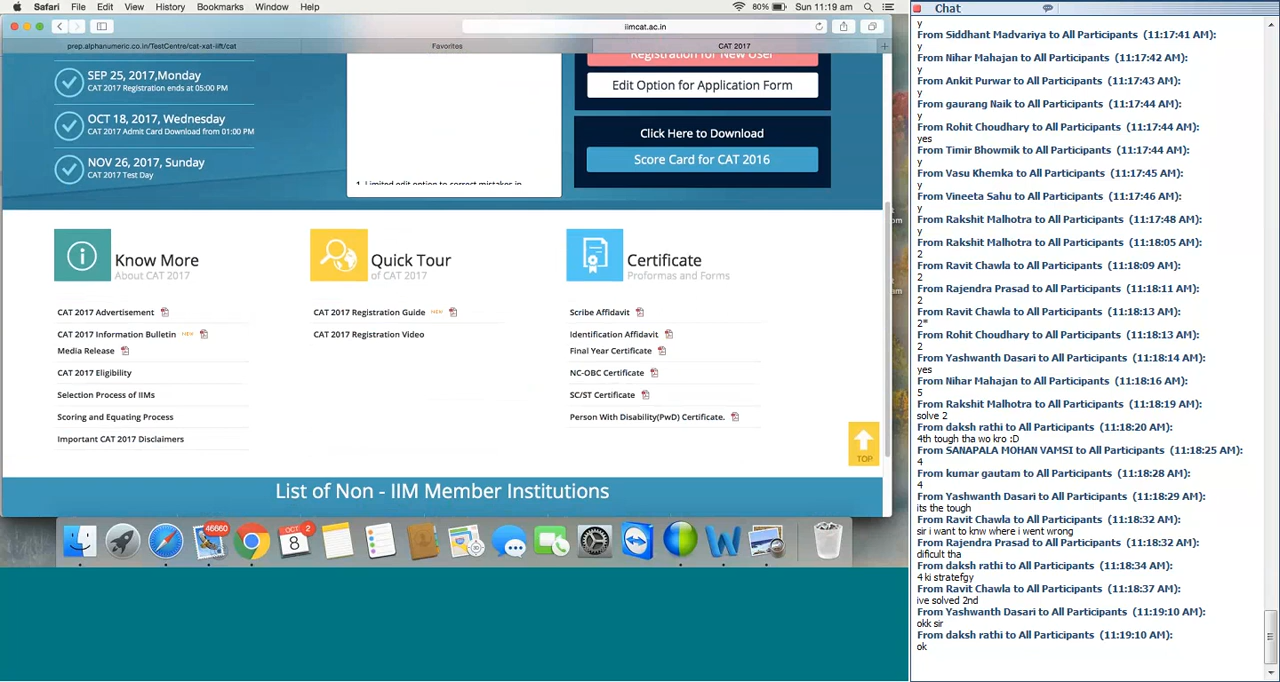 Safari File Edit View History Bookmarks Window Help 80% Sun 11:19 am
iimcat.ac.in
prep.alphanumeric.co.in/TestCentre/cat-xat-iift/cat Favorites CAT 2017
SEP 25, 2017,Monday
CAT 2017 Registration ends at 05:00 PM
OCT 18, 2017, Wednesday
CAT 2017 Admit Card Download from 01:00 PM
NOV 26, 2017, Sunday
CAT 2017 Test Day
1. Limited edit option to correct mistakes in
Registration for New User
Edit Option for Application Form
Click Here to Download
Score Card for CAT 2016
Know More
About CAT 2017
CAT 2017 Advertisement
CAT 2017 Information Bulletin NEW
Media Release
CAT 2017 Eligibility
Selection Process of IIMs
Scoring and Equating Process
Important CAT 2017 Disclaimers
Quick Tour
of CAT 2017
CAT 2017 Registration Guide NEW
CAT 2017 Registration Video
Certificate
Proformas and Forms
Scribe Affidavit
Identification Affidavit
Final Year Certificate
NC-OBC Certificate
SC/ST Certificate
Person With Disability(PwD) Certificate.
TOP
List of Non - IIM Member Institutions
46660
OCT 2
8
Chat
y
From Siddhant Madvariya to All Participants (11:17:41 AM):
y
From Nihar Mahajan to All Participants (11:17:42 AM):
y
From Ankit Purwar to All Participants (11:17:43 AM):
y
From gaurang Naik to All Participants (11:17:44 AM):
y
From Rohit Choudhary to All Participants (11:17:44 AM):
yes
From Timir Bhowmik to All Participants (11:17:44 AM):
y
From Vasu Khemka to All Participants (11:17:45 AM):
y
From Vineeta Sahu to All Participants (11:17:46 AM):
y
From Rakshit Malhotra to All Participants (11:17:48 AM):
y
From Rakshit Malhotra to All Participants (11:18:05 AM):
2
From Ravit Chawla to All Participants (11:18:09 AM):
2
From Rajendra Prasad to All Participants (11:18:11 AM):
2
From Ravit Chawla to All Participants (11:18:13 AM):
2*
From Rohit Choudhary to All Participants (11:18:13 AM):
2
From Yashwanth Dasari to All Participants (11:18:14 AM):
yes
From Nihar Mahajan to All Participants (11:18:16 AM):
5
From Rakshit Malhotra to All Participants (11:18:19 AM):
solve 2
From daksh rathi to All Participants (11:18:20 AM):
4th tough tha wo kro :D
From SANAPALA MOHAN VAMSI to All Participants (11:18:25 AM):
4
From kumar gautam to All Participants (11:18:28 AM):
4
From Yashwanth Dasari to All Participants (11:18:29 AM):
its the tough
From Ravit Chawla to All Participants (11:18:32 AM):
sir i want to knw where i went wrong
From Rajendra Prasad to All Participants (11:18:32 AM):
dificult tha
From daksh rathi to All Participants (11:18:34 AM):
4 ki stratefgy
From Ravit Chawla to All Participants (11:18:37 AM):
ive solved 2nd
From Yashwanth Dasari to All Participants (11:19:10 AM):
okk sir
From daksh rathi to All Participants (11:19:10 AM):
ok